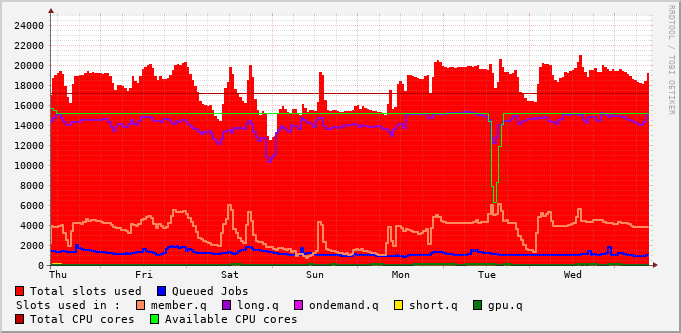 24000
22000
20000
18000
16000
14000
12000
10000
8000
6000
4000
2000
0
Thu Fri Sat Sun Mon Tue Wed
RRDTOOL / TOBI OETIKER
Total slots used Queued Jobs
Slots used in : member.q long.q ondemand.q short.q gpu.q
Total CPU cores Available CPU cores